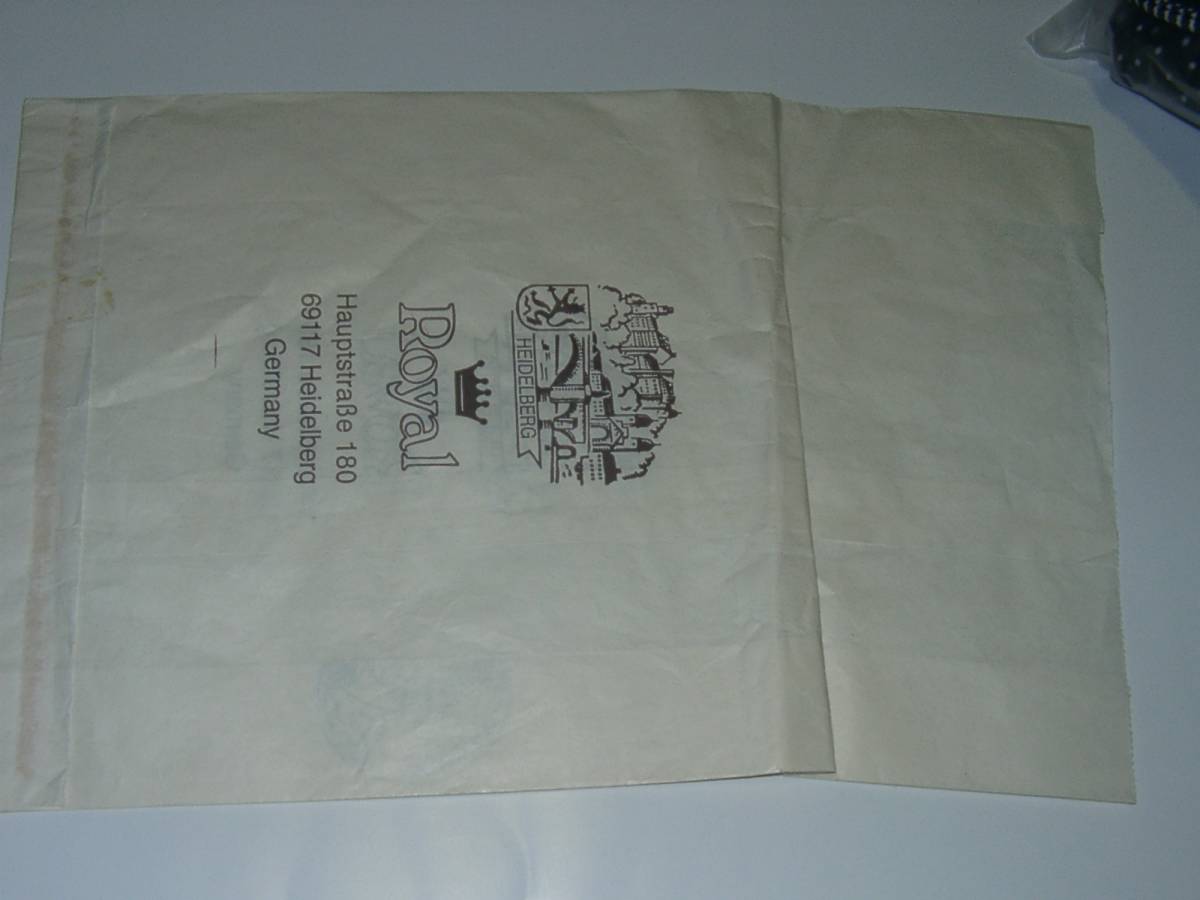 HEIDELBERG
Royal
Hauptstraße 180
69117 Heidelberg
Germany